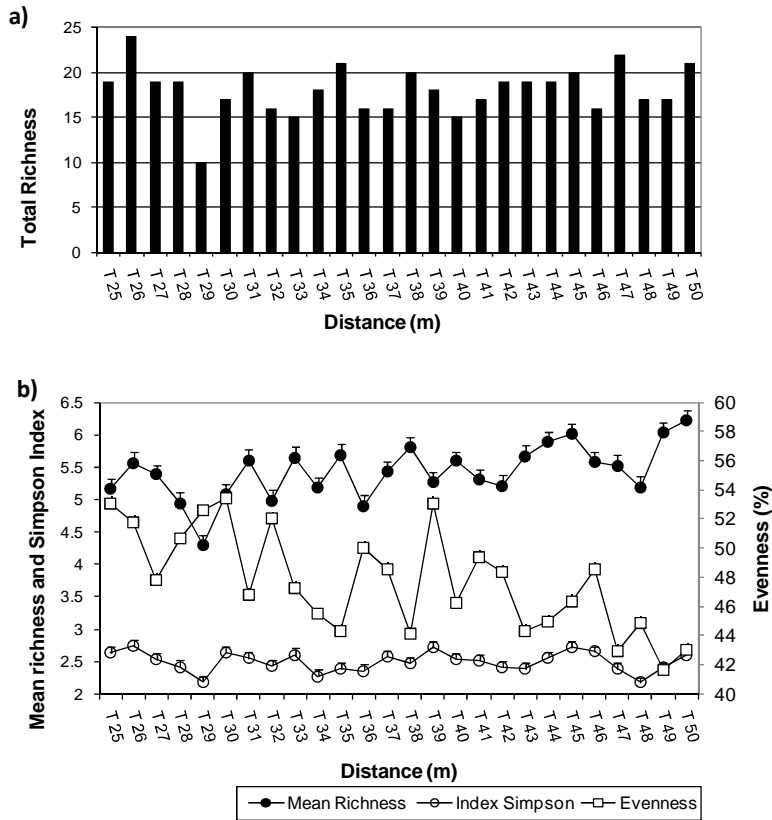 a)
Total Richness
25
20
15
10
5
0
T 25
T 26
T 27
T 28
T 29
T 30
T 31
T 32
T 33
T 34
T 35
T 36
T 37
T 38
T 39
T 40
T 41
T 42
T 43
T 44
T 45
T 46
T 47
T 48
T 49
T 50
Distance (m)
b)
Mean richness and Simpson Index
6.5
6
5.5
5
4.5
4
3.5
3
2.5
2
60
58
56
54
52
50
48
46
44
42
40
Evenness (%)
T 25
T 26
T 27
T 28
T 29
T 30
T 31
T 32
T 33
T 34
T 35
T 36
T 37
T 38
T 39
T 40
T 41
T 42
T 43
T 44
T 45
T 46
T 47
T 48
T 49
T 50
Distance (m)
Mean Richness Index Simpson Evenness